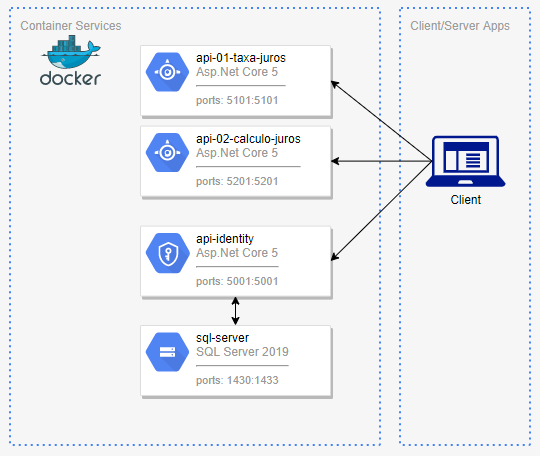 Container Services
docker
api-01-taxa-juros
Asp.Net Core 5
ports: 5101:5101
api-02-calculo-juros
Asp.Net Core 5
ports: 5201:5201
api-identity
Asp.Net Core 5
ports: 5001:5001
sql-server
SQL Server 2019
ports: 1430:1433
Client/Server Apps
Client